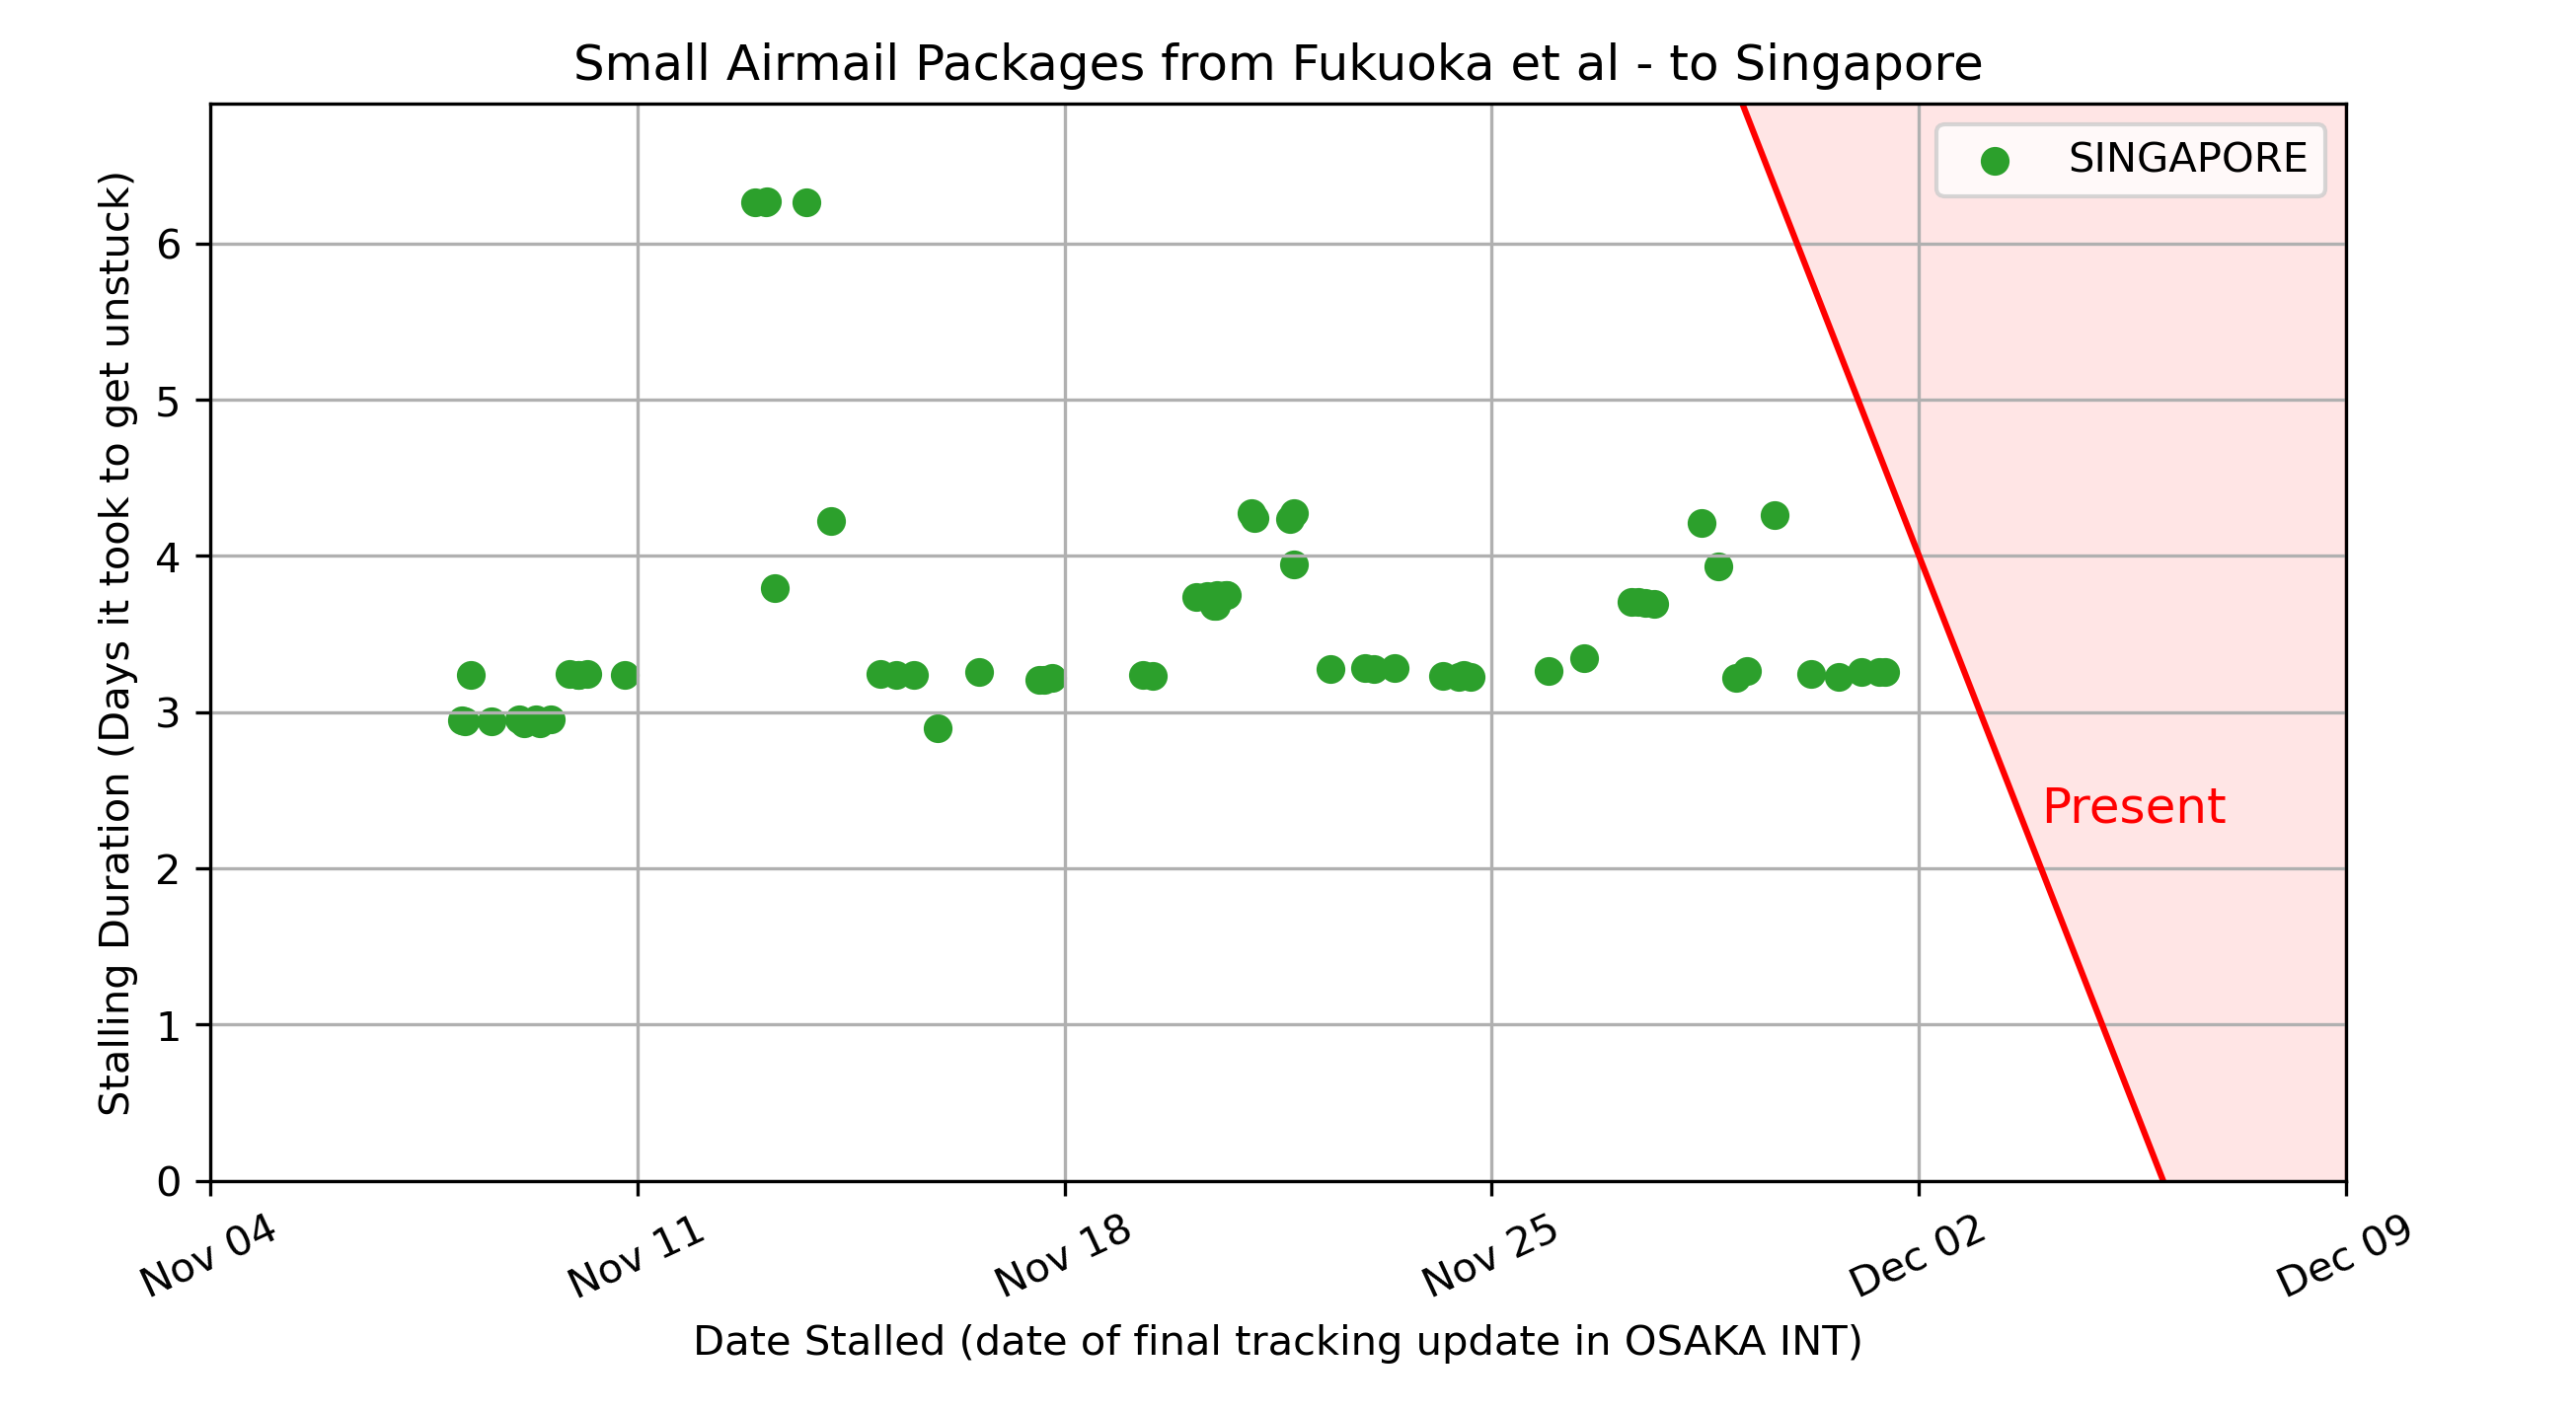 Small Airmail Packages from Fukuoka et al - to Singapore
SINGAPORE
Stalling Duration (Days it took to get unstuck)
6
5
4
3
2
1
0
Present
Nov 04
Nov 11
Nov 18
Nov 25
Dec 02
Dec 09
Date Stalled (date of final tracking update in OSAKA INT)